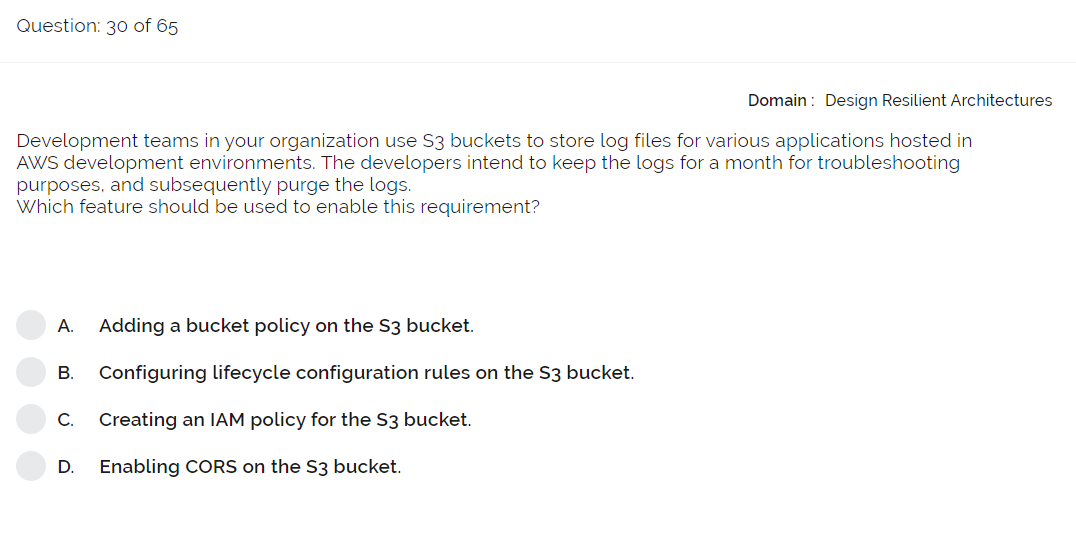 Question: 30 of 65
Domain : Design Resilient Architectures
Development teams in your organization use S3 buckets to store log files for various applications hosted in
AWS development environments. The developers intend to keep the logs for a month for troubleshooting
purposes, and subsequently purge the logs.
Which feature should be used to enable this requirement?
A. Adding a bucket policy on the S3 bucket.
B. Configuring lifecycle configuration rules on the S3 bucket.
C. Creating an IAM policy for the S3 bucket.
D. Enabling CORS on the S3 bucket.